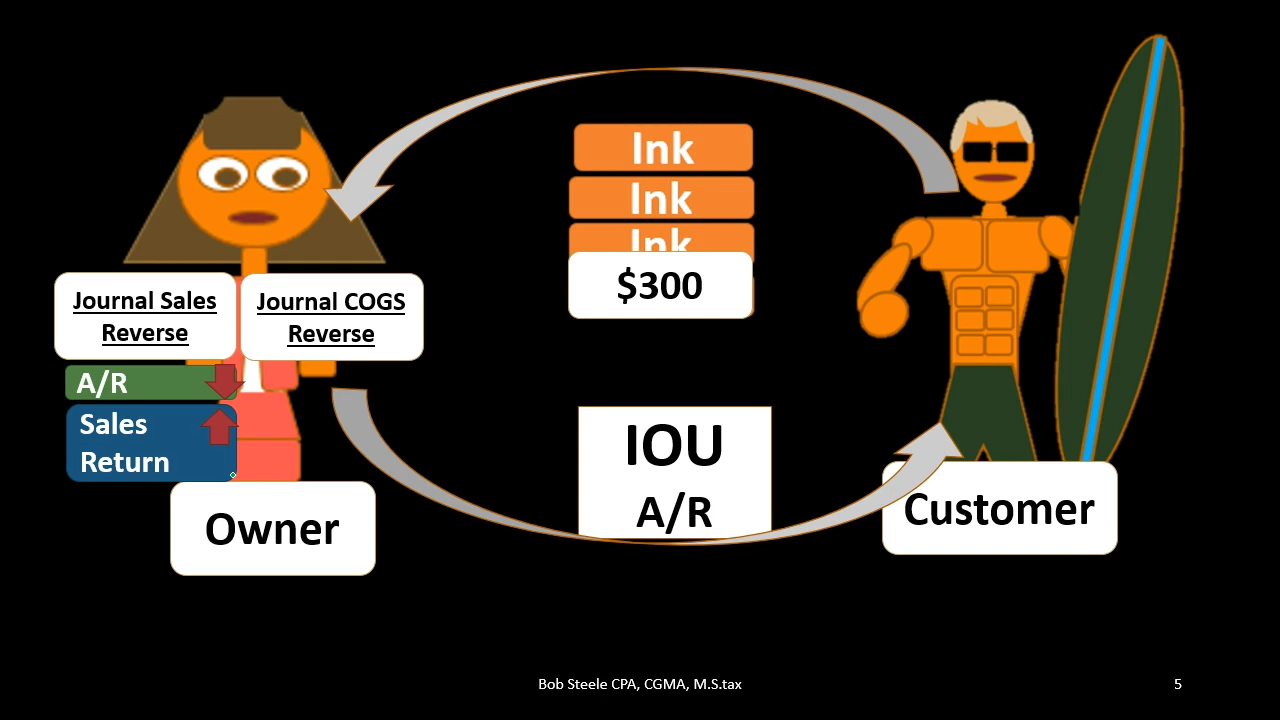 Ink
Ink
Ink
$300
Journal Sales
Reverse
Journal COGS
Reverse
A/R
Sales
Return
IOU
A/R
Owner
Customer
Bob Steele CPA, CGMA, M.S.tax
5